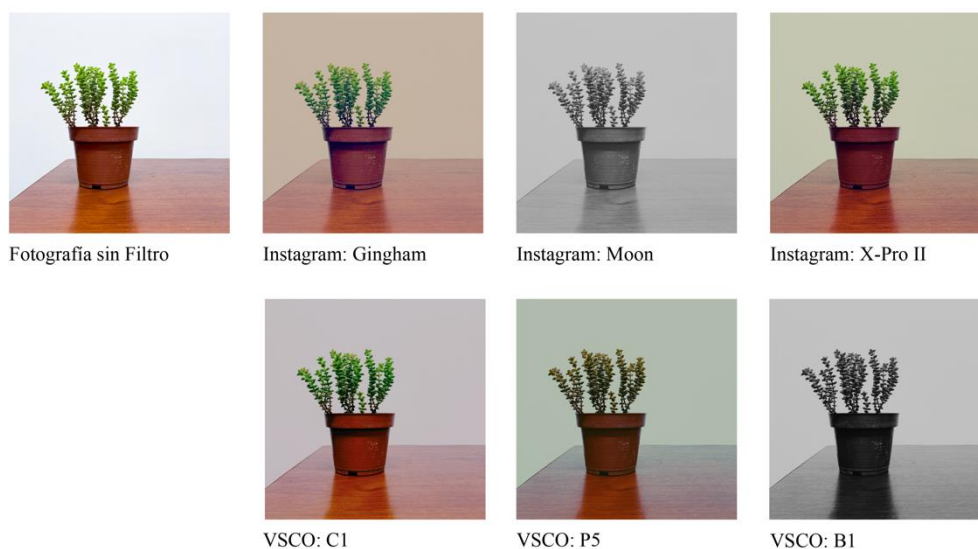 Fotografía sin Filtro
Instagram: Gingham
Instagram: Moon
Instagram: X-Pro II
VSCO: C1
VSCO: P5
VSCO: B1